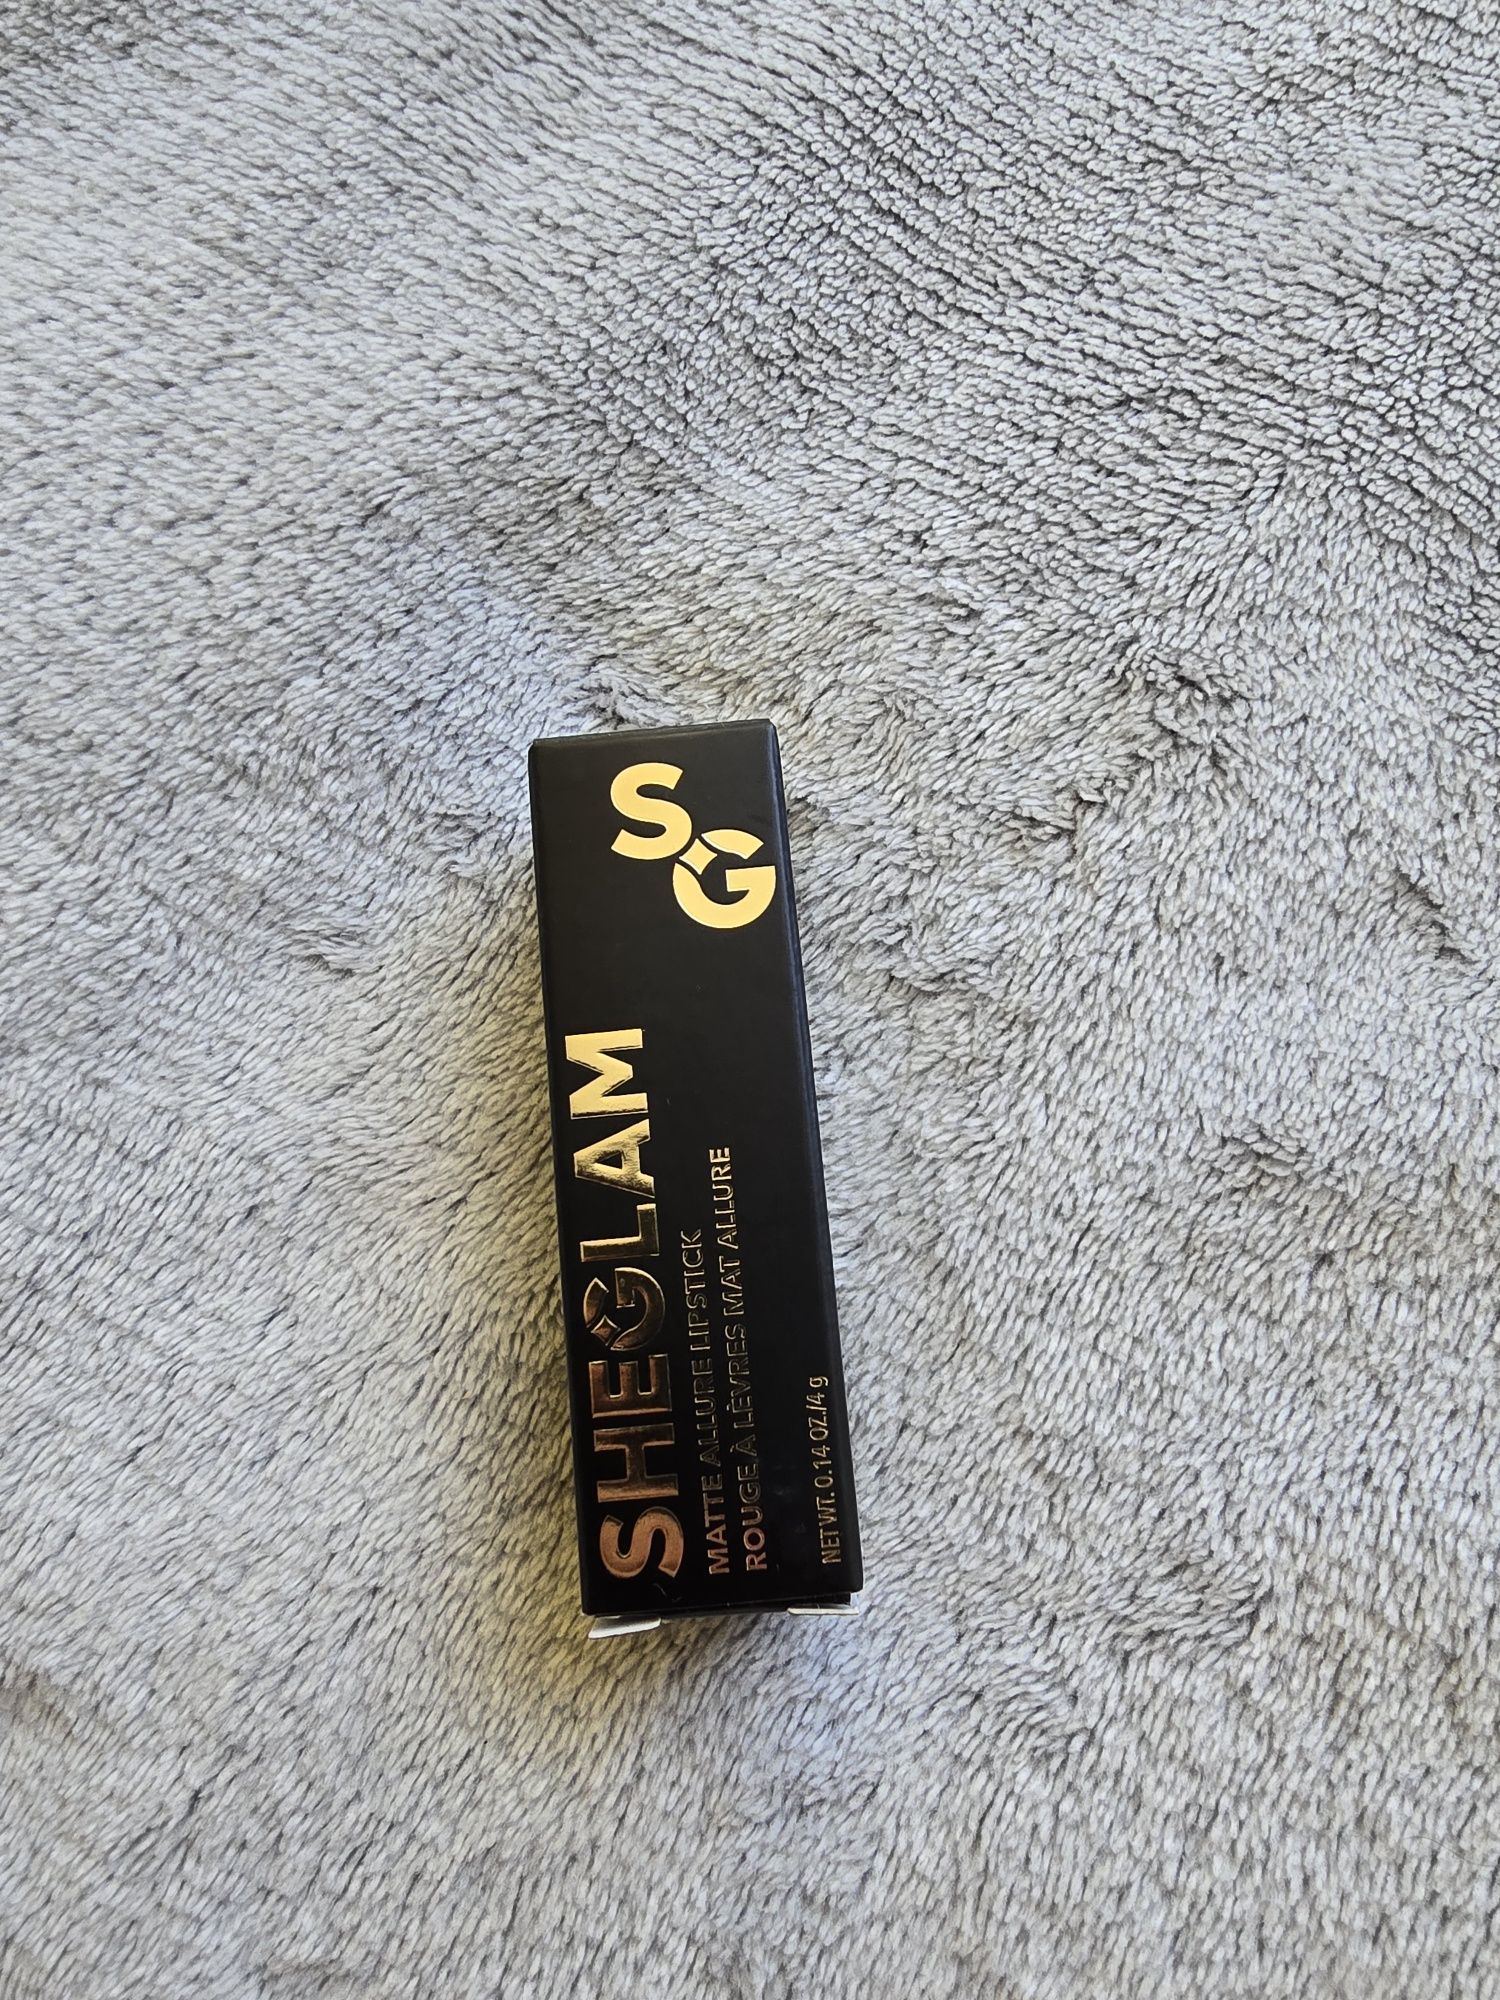 SG
SHEGLAM
MATTE ALLURE LIPSTICK
ROUGE À LÈVRES MAT ALLURE
NET WT. 0.14 OZ./4 g